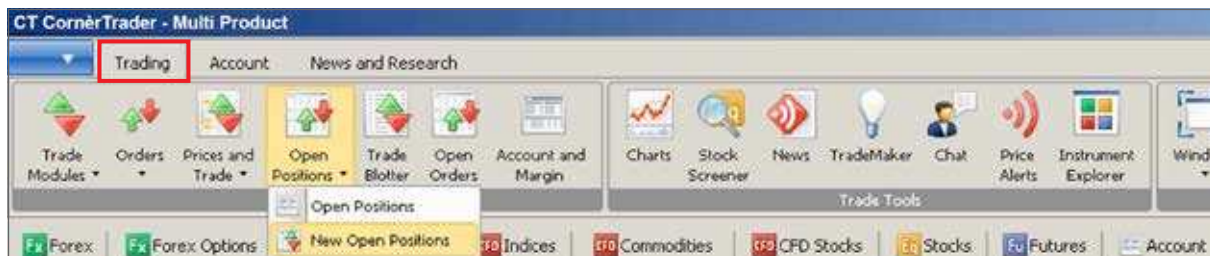 CT CornèrTrader - Multi Product
Trading Account News and Research
Trade Orders Prices and Open Trade Open Account and Charts Stock News TradeMaker Chat Price Instrument Wind
Modules Trade Positions Blotter Orders Margin Screener Alerts Explorer
Trade Tools
Open Positions
Fx Forex Fx Forex Options New Open Positions CFD Indices CFD Commodities CFD CFD Stocks Eq Stocks Fu Futures Account